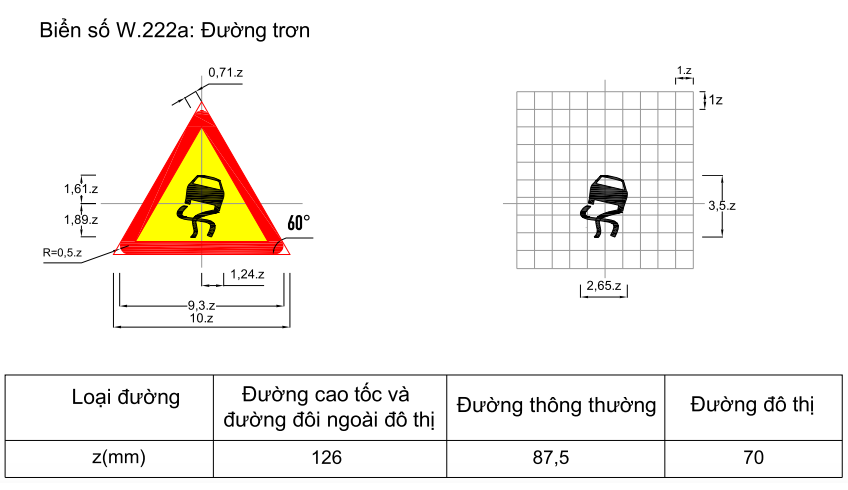 Biển số W.222a: Đường trơn
0,71.z
1.z
1z
1,61.z
1,89.z
3,5.z
60°
R=0,5.z
1,24.z
2,65.z
9,3.z
10.z
Loại đường
Đường cao tốc và
đường đôi ngoài đô thị
Đường thông thường
Đường đô thị
z(mm)
126
87,5
70